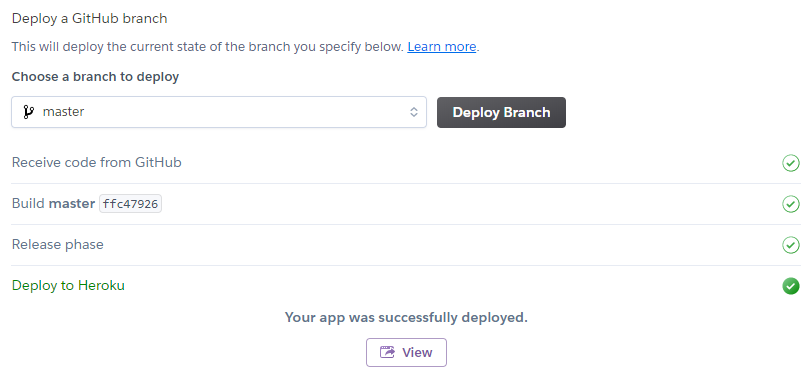 Deploy a GitHub branch
This will deploy the current state of the branch you specify below. Learn more.
Choose a branch to deploy
master
Deploy Branch
Receive code from GitHub
Build master ffc47926
Release phase
Deploy to Heroku
Your app was successfully deployed.
View